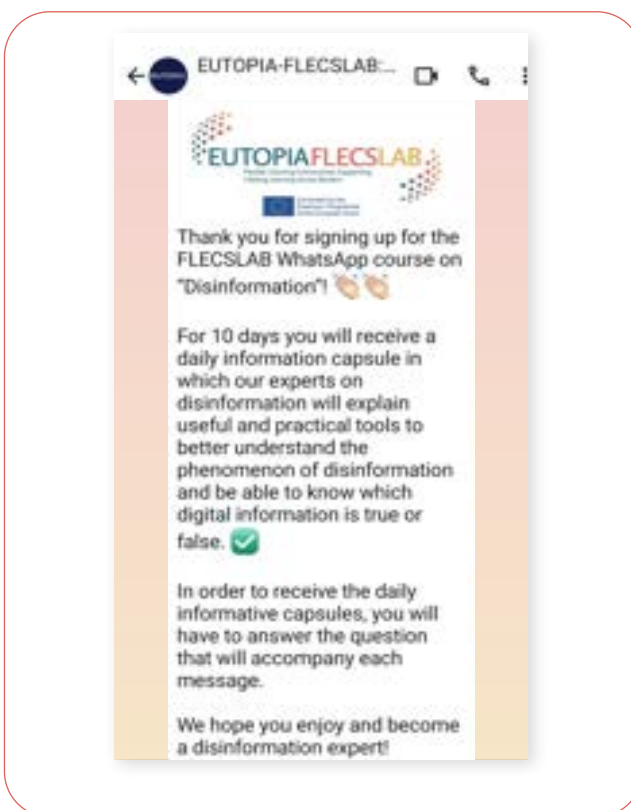 EUTOPIA-FLECSLAB:...
EUTOPIAFLECSLAB
Thank you for signing up for the
FLECSLAB WhatsApp course on
"Disinformation"! 👏🏻👏🏻
For 10 days you will receive a
daily information capsule in
which our experts on
disinformation will explain
useful and practical tools to
better understand the
phenomenon of disinformation
and be able to know which
digital information is true or
false. ✅
In order to receive the daily
informative capsules, you will
have to answer the question
that will accompany each
message.
We hope you enjoy and become
a disinformation expert!